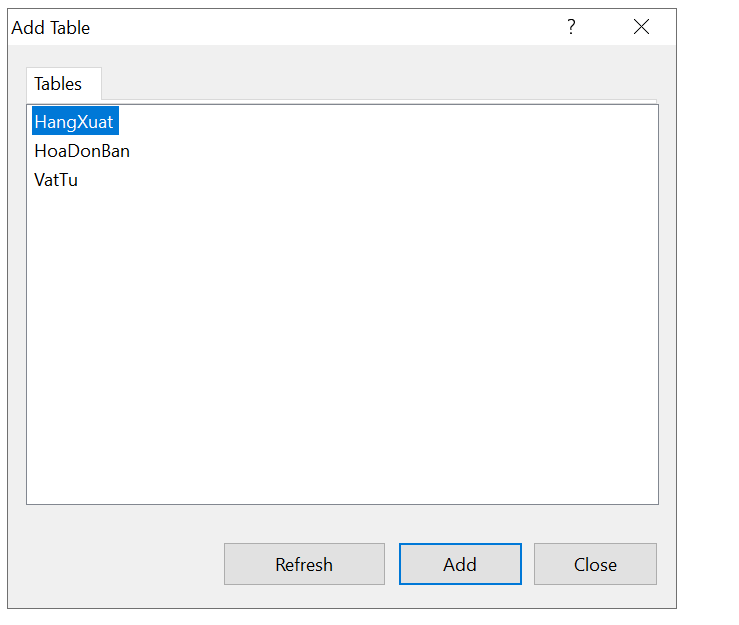 Add Table
?
Tables
HangXuat
HoaDonBan
VatTu
Refresh Add Close